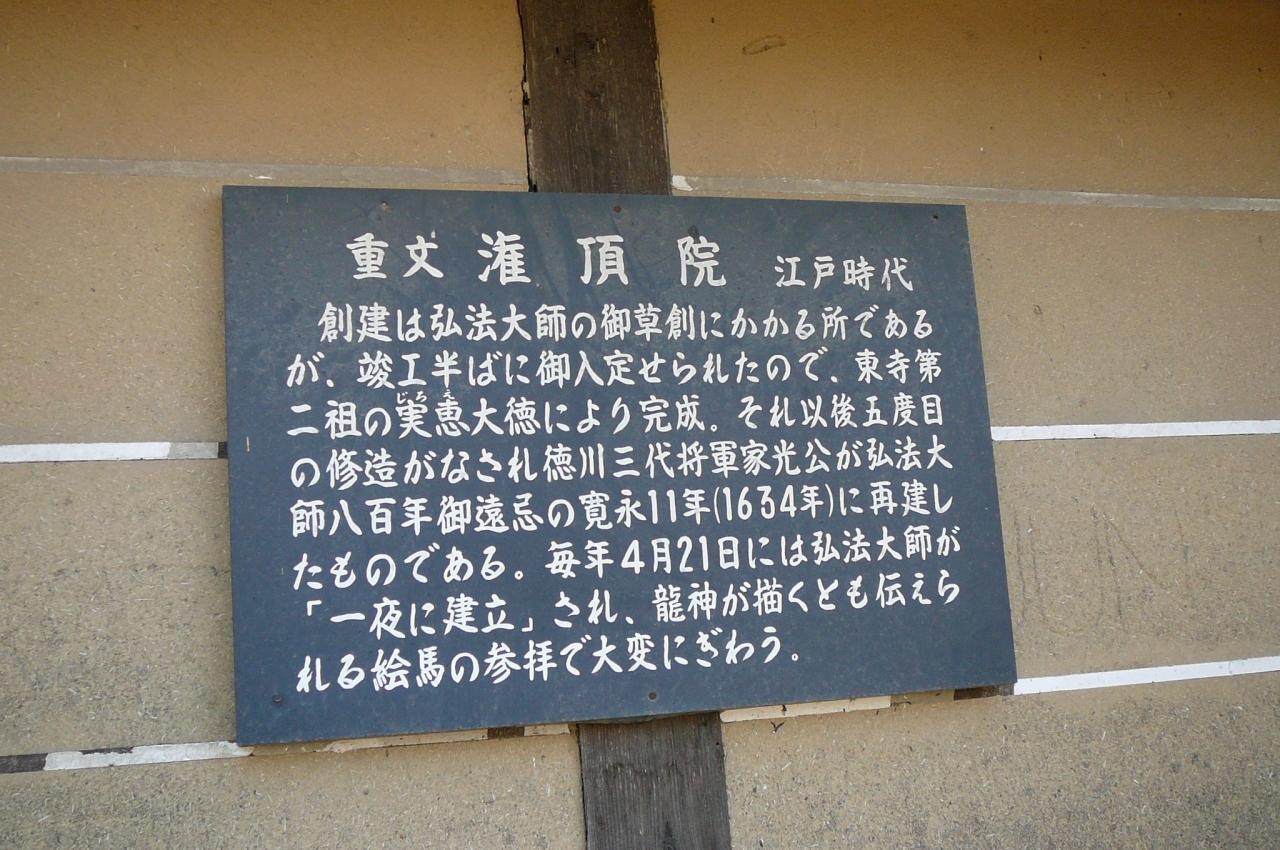 重文 潅頂院 江戸時代
創建は弘法大師の御草創にかかる所である
が、竣工半ばに御入定せられたので、東寺第
二祖の実恵大徳により完成。それ以後五度目
じちえ
の修造がなされ徳川三代将軍家光公が弘法大
師八百年御遠忌の寛永11年(1634年)に再建し
たものである。毎年4月21日には弘法大師が
「一夜に建立」され、龍神が描くとも伝えら
れる絵馬の参拝で大変にぎわう。